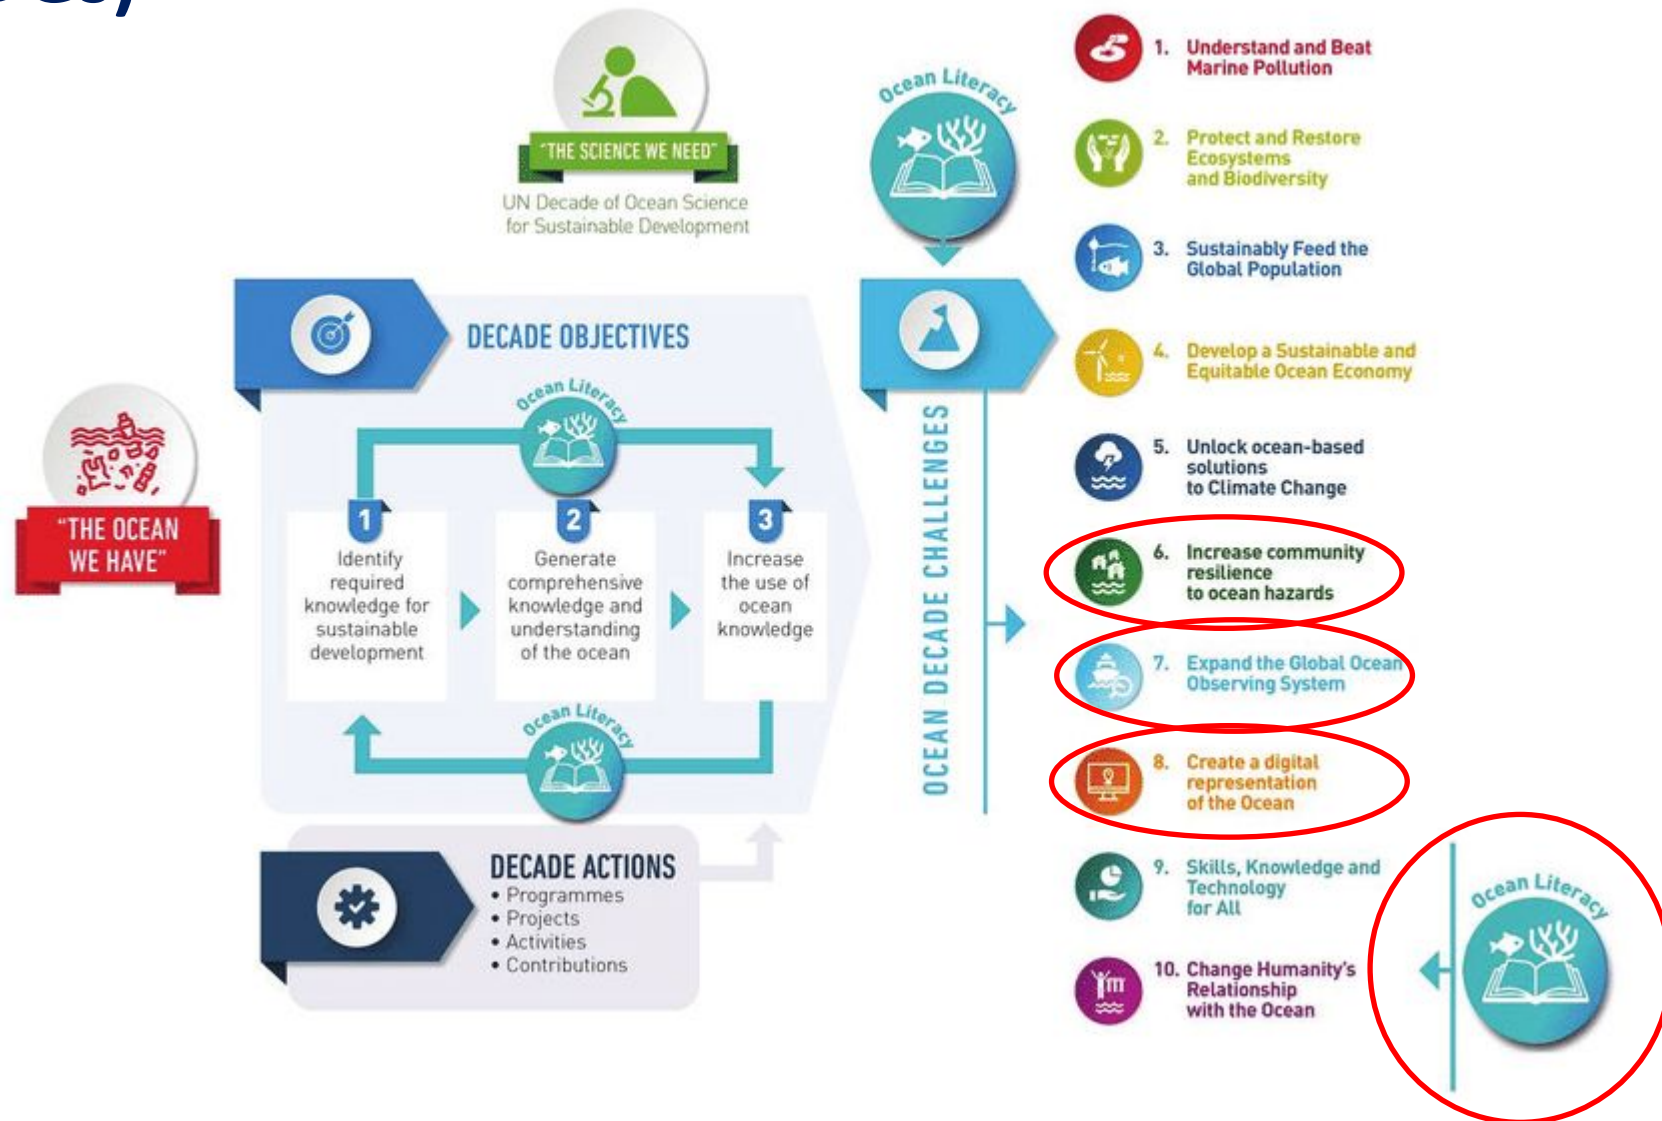 "THE SCIENCE WE NEED"
UN Decade of Ocean Science
for Sustainable Development
"THE OCEAN
WE HAVE"
DECADE OBJECTIVES
Ocean Literacy
1
Identify
required
knowledge for
sustainable
development
2
Generate
comprehensive
knowledge and
understanding
of the ocean
3
Increase
the use of
ocean
knowledge
Ocean Literacy
DECADE ACTIONS
• Programmes
• Projects
• Activities
• Contributions
Ocean Literacy
OCEAN DECADE CHALLENGES
1. Understand and Beat
Marine Pollution
2. Protect and Restore
Ecosystems
and Biodiversity
3. Sustainably Feed the
Global Population
4. Develop a Sustainable and
Equitable Ocean Economy
5. Unlock ocean-based
solutions
to Climate Change
6. Increase community
resilience
to ocean hazards
7. Expand the Global Ocean
Observing System
8. Create a digital
representation
of the Ocean
9. Skills, Knowledge and
Technology
for All
10. Change Humanity's
Relationship
with the Ocean
Ocean Literacy